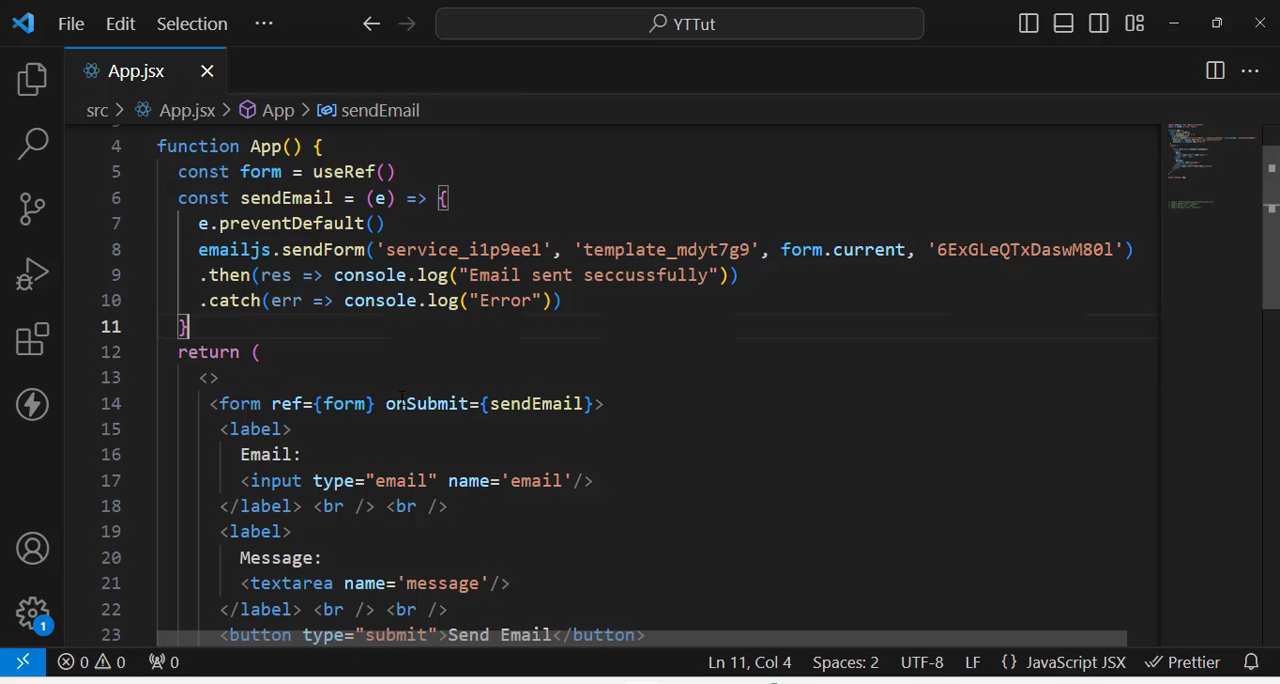 File Edit Selection ··· YTTut
App.jsx
src > App.jsx > App > sendEmail
4 function App() {
5 const form = useRef()
6 const sendEmail = (e) => {
7 e.preventDefault()
8 emailjs.sendForm('service_i1p9ee1', 'template_mdyt7g9', form.current, '6ExGLeQTxDaswM80l')
9 .then(res => console.log("Email sent seccussfully"))
10 .catch(err => console.log("Error"))
11 }
12 return (
13 <>
14 <form ref={form} onSubmit={sendEmail}>
15 <label>
16 Email:
17 <input type="email" name='email'/>
18 </label> <br /> <br />
19 <label>
20 Message:
21 <textarea name='message'/>
22 </label> <br /> <br />
23 <button type="submit">Send Email</button>
1
0 0 0 Ln 11, Col 4 Spaces: 2 UTF-8 LF {} JavaScript JSX Prettier